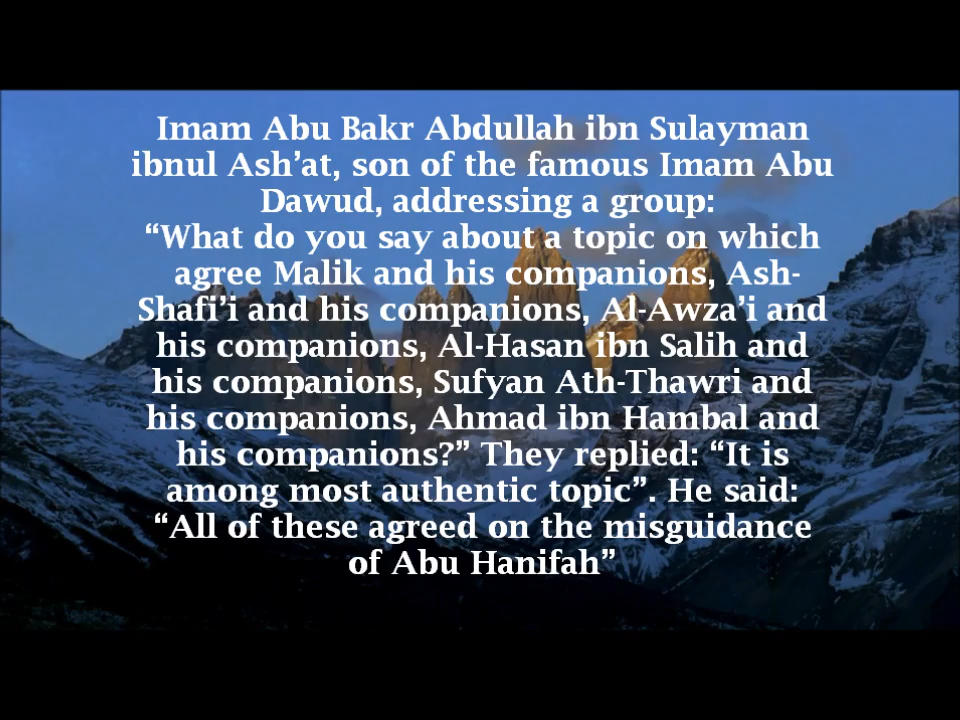 Imam Abu Bakr Abdullah ibn Sulayman
ibnul Ash’at, son of the famous Imam Abu
Dawud, addressing a group:
“What do you say about a topic on which
agree Malik and his companions, Ash-
Shafi’i and his companions, Al-Awza’i and
his companions, Al-Hasan ibn Salih and
his companions, Sufyan Ath-Thawri and
his companions, Ahmad ibn Hambal and
his companions?” They replied: “It is
among most authentic topic”. He said:
“All of these agreed on the misguidance
of Abu Hanifah”